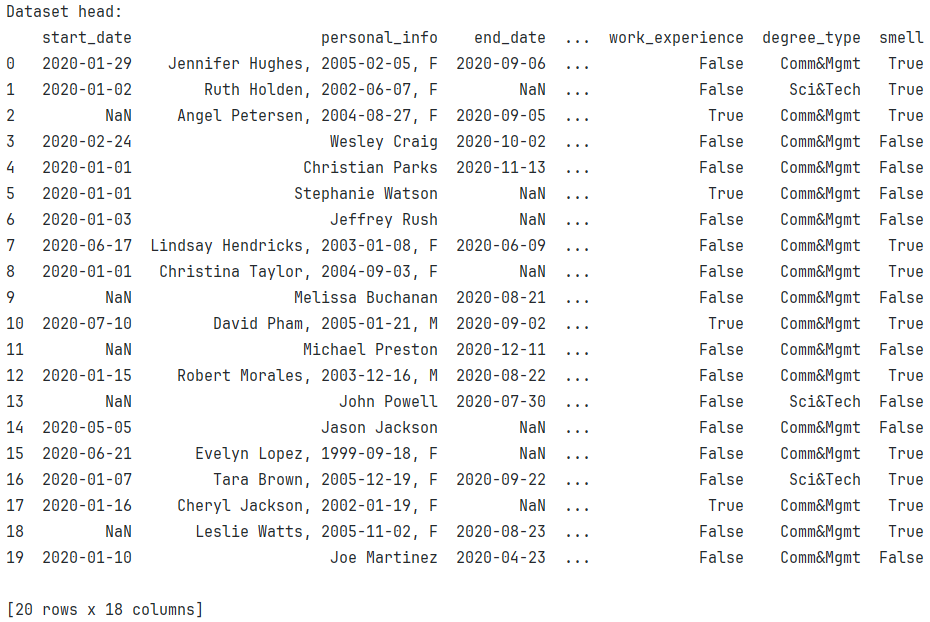 Dataset head:
    start_date                     personal_info    end_date  ...  work_experience  degree_type  smell
0   2020-01-29    Jennifer Hughes, 2005-02-05, F  2020-09-06  ...            False    Comm&Mgmt   True
1   2020-01-02        Ruth Holden, 2002-06-07, F         NaN  ...            False     Sci&Tech   True
2          NaN     Angel Petersen, 2004-08-27, F  2020-09-05  ...             True    Comm&Mgmt   True
3   2020-02-24                      Wesley Craig  2020-10-02  ...            False    Comm&Mgmt  False
4   2020-01-01                   Christian Parks  2020-11-13  ...            False    Comm&Mgmt  False
5   2020-01-01                  Stephanie Watson         NaN  ...             True    Comm&Mgmt  False
6   2020-01-03                      Jeffrey Rush         NaN  ...            False    Comm&Mgmt  False
7   2020-06-17  Lindsay Hendricks, 2003-01-08, F  2020-06-09  ...            False    Comm&Mgmt   True
8   2020-01-01   Christina Taylor, 2004-09-03, F         NaN  ...            False    Comm&Mgmt   True
9          NaN                  Melissa Buchanan  2020-08-21  ...            False    Comm&Mgmt  False
10  2020-07-10         David Pham, 2005-01-21, M  2020-09-02  ...             True    Comm&Mgmt   True
11         NaN                   Michael Preston  2020-12-11  ...            False    Comm&Mgmt  False
12  2020-01-15     Robert Morales, 2003-12-16, M  2020-08-22  ...            False    Comm&Mgmt   True
13         NaN                       John Powell  2020-07-30  ...            False     Sci&Tech  False
14  2020-05-05                     Jason Jackson         NaN  ...            False    Comm&Mgmt  False
15  2020-06-21       Evelyn Lopez, 1999-09-18, F         NaN  ...            False    Comm&Mgmt   True
16  2020-01-07         Tara Brown, 2005-12-19, F  2020-09-22  ...            False     Sci&Tech   True
17  2020-01-16     Cheryl Jackson, 2002-01-19, F         NaN  ...             True    Comm&Mgmt   True
18         NaN       Leslie Watts, 2005-11-02, F  2020-08-23  ...            False    Comm&Mgmt   True
19  2020-01-10                      Joe Martinez  2020-04-23  ...            False    Comm&Mgmt  False
[20 rows x 18 columns]